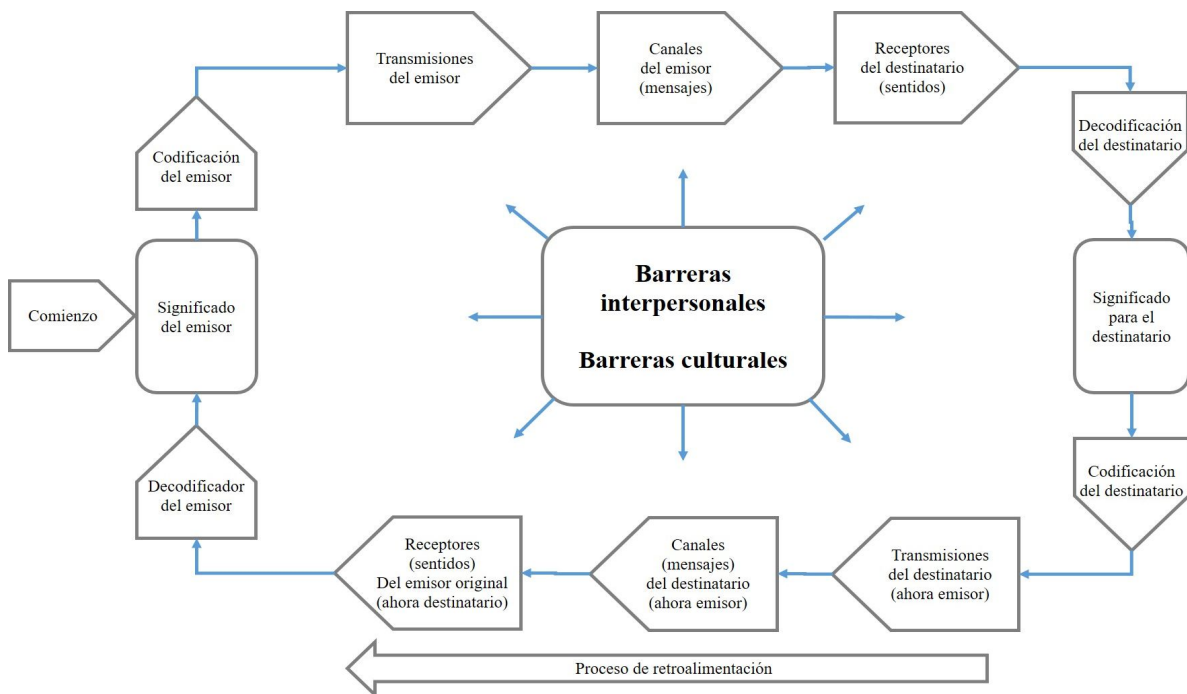 Transmisiones
del emisor
Canales
del emisor
(mensajes)
Receptores
del destinatario
(sentidos)
Decodificación
del destinatario
Codificación
del emisor
Comienzo
Significado
del emisor
Barreras
interpersonales
Barreras culturales
Significado
para el
destinatario
Decodificador
del emisor
Receptores
(sentidos)
Del emisor original
(ahora destinatario)
Canales
(mensajes)
del destinatario
(ahora emisor)
Transmisiones
del destinatario
(ahora emisor)
Codificación
del destinatario
Proceso de retroalimentación